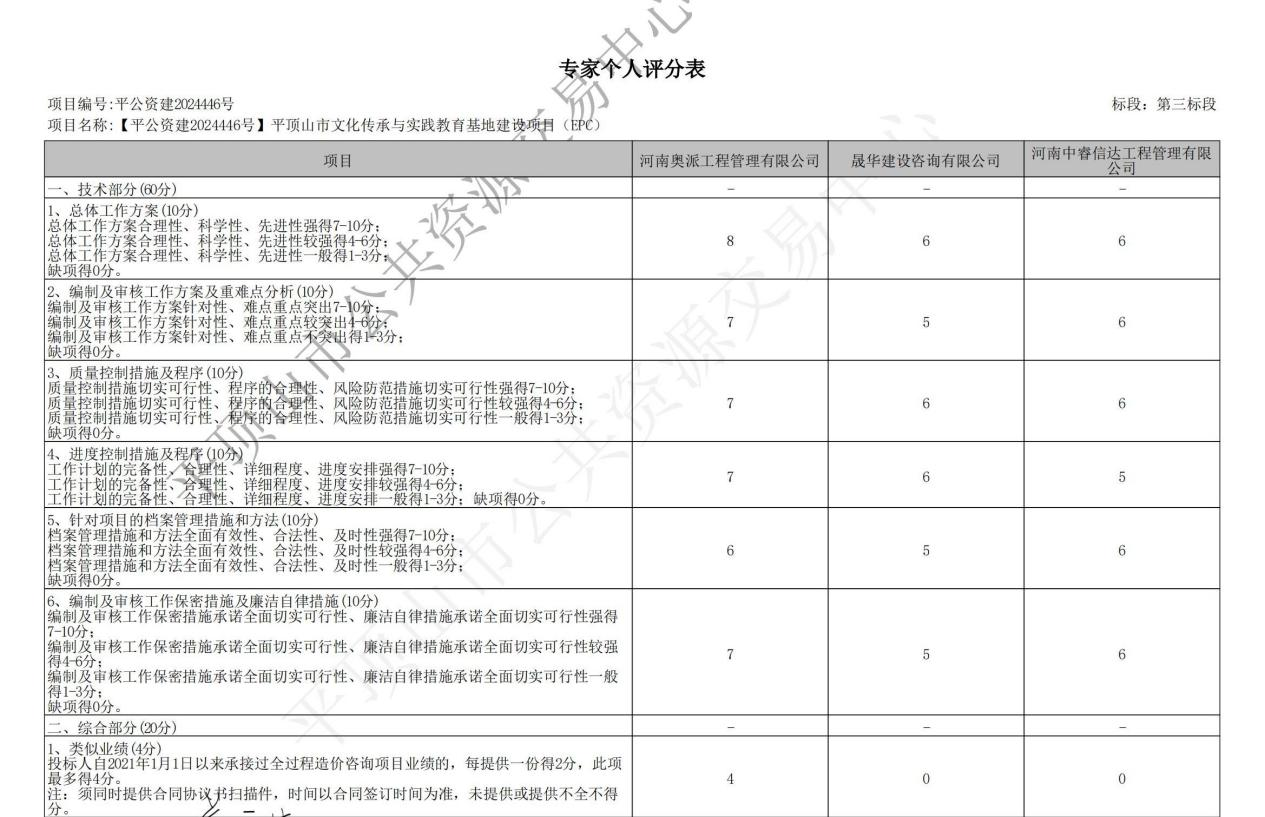 专家个人评分表
项目编号:平公资建2024446号
标段: 第三标段
项目名称:【平公资建2024446号】平顶山市文化传承与实践教育基地建设项目（EPC）
项目
河南奥派工程管理有限公司
晟华建设咨询有限公司
河南中睿信达工程管理有限
公司
一、技术部分(60分)
-
-
-
1、总体工作方案(10分)
总体工作方案合理性、科学性、先进性强得7-10分;
总体工作方案合理性、科学性、先进性较强得4-6分;
总体工作方案合理性、科学性、先进性一般得1-3分;
缺项得0分。
8
6
6
2、编制及审核工作方案及重难点分析(10分)
编制及审核工作方案针对性、难点重点突出7-10分;
编制及审核工作方案针对性、难点重点较突出4-6分;
编制及审核工作方案针对性、难点重点不突出得1-3分;
缺项得0分。
7
5
6
3、质量控制措施及程序(10分)
质量控制措施切实可行性、程序的合理性、风险防范措施切实可行性强得7-10分;
质量控制措施切实可行性、程序的合理性、风险防范措施切实可行性较强得4-6分;
质量控制措施切实可行性、程序的合理性、风险防范措施切实可行性一般得1-3分;
缺项得0分。
7
6
6
4、进度控制措施及程序(10分)
工作计划的完备性、合理性、详细程度、进度安排强得7-10分;
工作计划的完备性、合理性、详细程度、进度安排较强得4-6分;
工作计划的完备性、合理性、详细程度、进度安排一般得1-3分; 缺项得0分。
7
6
5
5、针对项目的档案管理措施和方法(10分)
档案管理措施和方法全面有效性、合法性、及时性强得7-10分;
档案管理措施和方法全面有效性、合法性、及时性较强得4-6分;
档案管理措施和方法全面有效性、合法性、及时性一般得1-3分;
缺项得0分。
6
5
6
6、编制及审核工作保密措施及廉洁自律措施(10分)
编制及审核工作保密措施承诺全面切实可行性、廉洁自律措施承诺全面切实可行性强得
7-10分;
编制及审核工作保密措施承诺全面切实可行性、廉洁自律措施承诺全面切实可行性较强
得4-6分;
编制及审核工作保密措施承诺全面切实可行性、廉洁自律措施承诺全面切实可行性一般
得1-3分;
缺项得0分。
7
5
6
二、综合部分(20分)
-
-
-
1、类似业绩(4分)
投标人自2021年1月1日以来承接过全过程造价咨询项目业绩的，每提供一份得2分，此项
最多得4分。
注: 须同时提供合同协议书扫描件，时间以合同签订时间为准，未提供或提供不全不得
分。
4
0
0
平顶山市公共资源交易中心
平顶山市公共资源交易中心